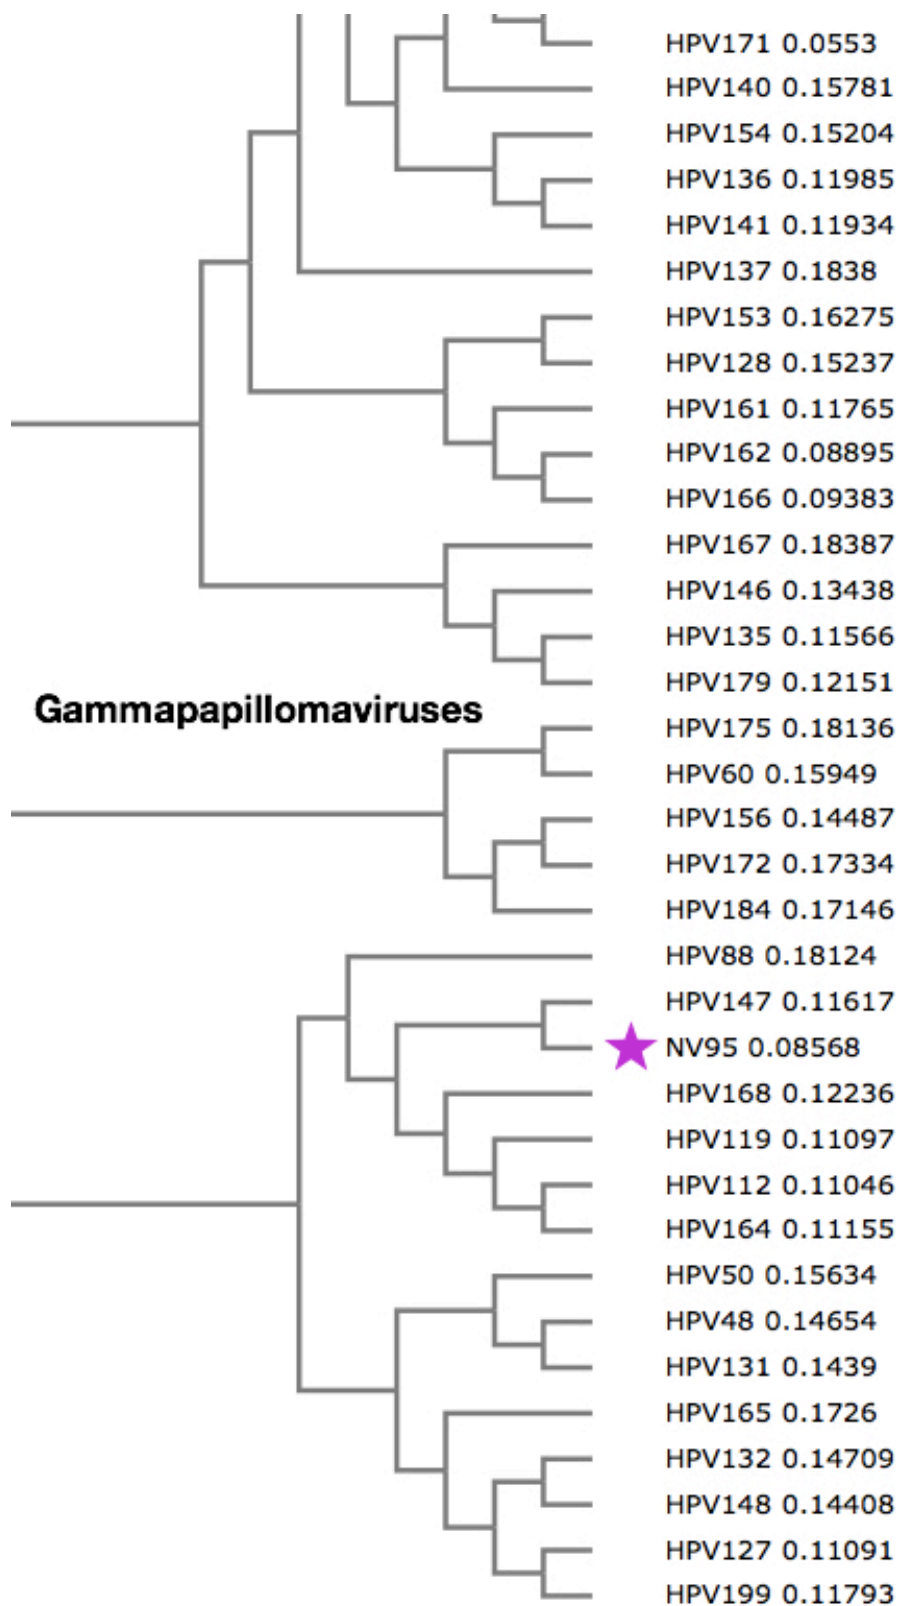 HPV171 0.0553
HPV140 0.15781
HPV154 0.15204
HPV136 0.11985
HPV141 0.11934
HPV137 0.1838
HPV153 0.16275
HPV128 0.15237
HPV161 0.11765
HPV162 0.08895
HPV166 0.09383
HPV167 0.18387
HPV146 0.13438
HPV135 0.11566
HPV179 0.12151
Gammapapillomaviruses
HPV175 0.18136
HPV60 0.15949
HPV156 0.14487
HPV172 0.17334
HPV184 0.17146
HPV88 0.18124
HPV147 0.11617
NV95 0.08568
HPV168 0.12236
HPV119 0.11097
HPV112 0.11046
HPV164 0.11155
HPV50 0.15634
HPV48 0.14654
HPV131 0.1439
HPV165 0.1726
HPV132 0.14709
HPV148 0.14408
HPV127 0.11091
HPV199 0.11793